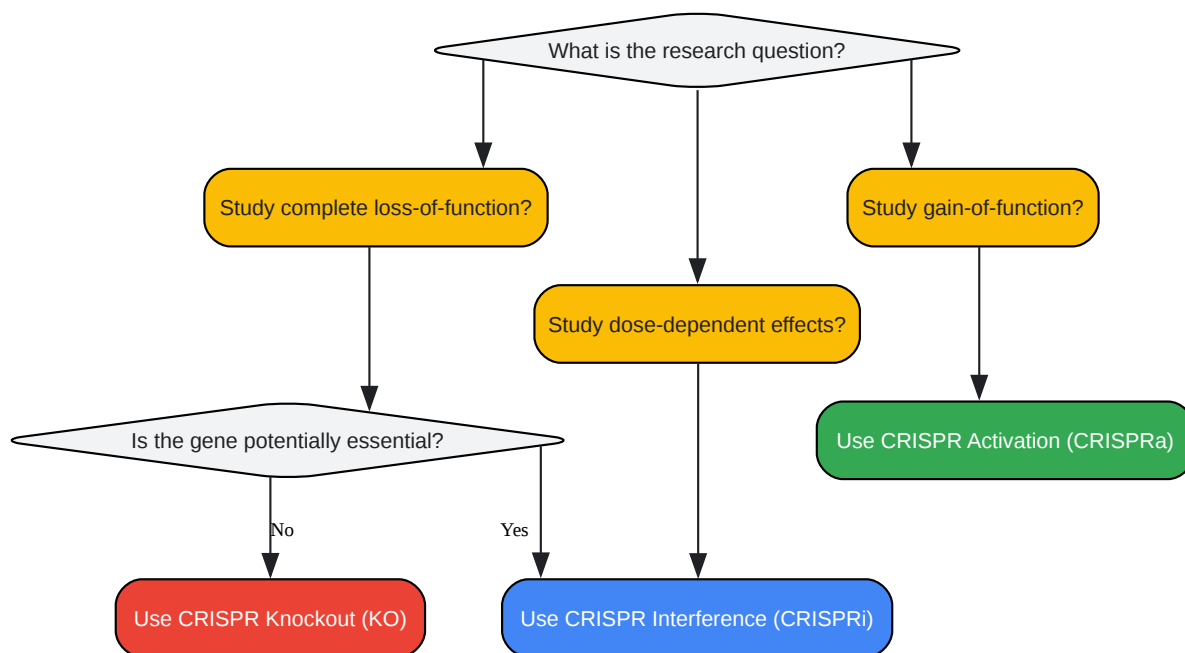 What is the research question?
Study complete loss-of-function?
Study gain-of-function?
Study dose-dependent effects?
Is the gene potentially essential?
Use CRISPR Activation (CRISPRa)
No
Yes
Use CRISPR Knockout (KO)
Use CRISPR Interference (CRISPRi)